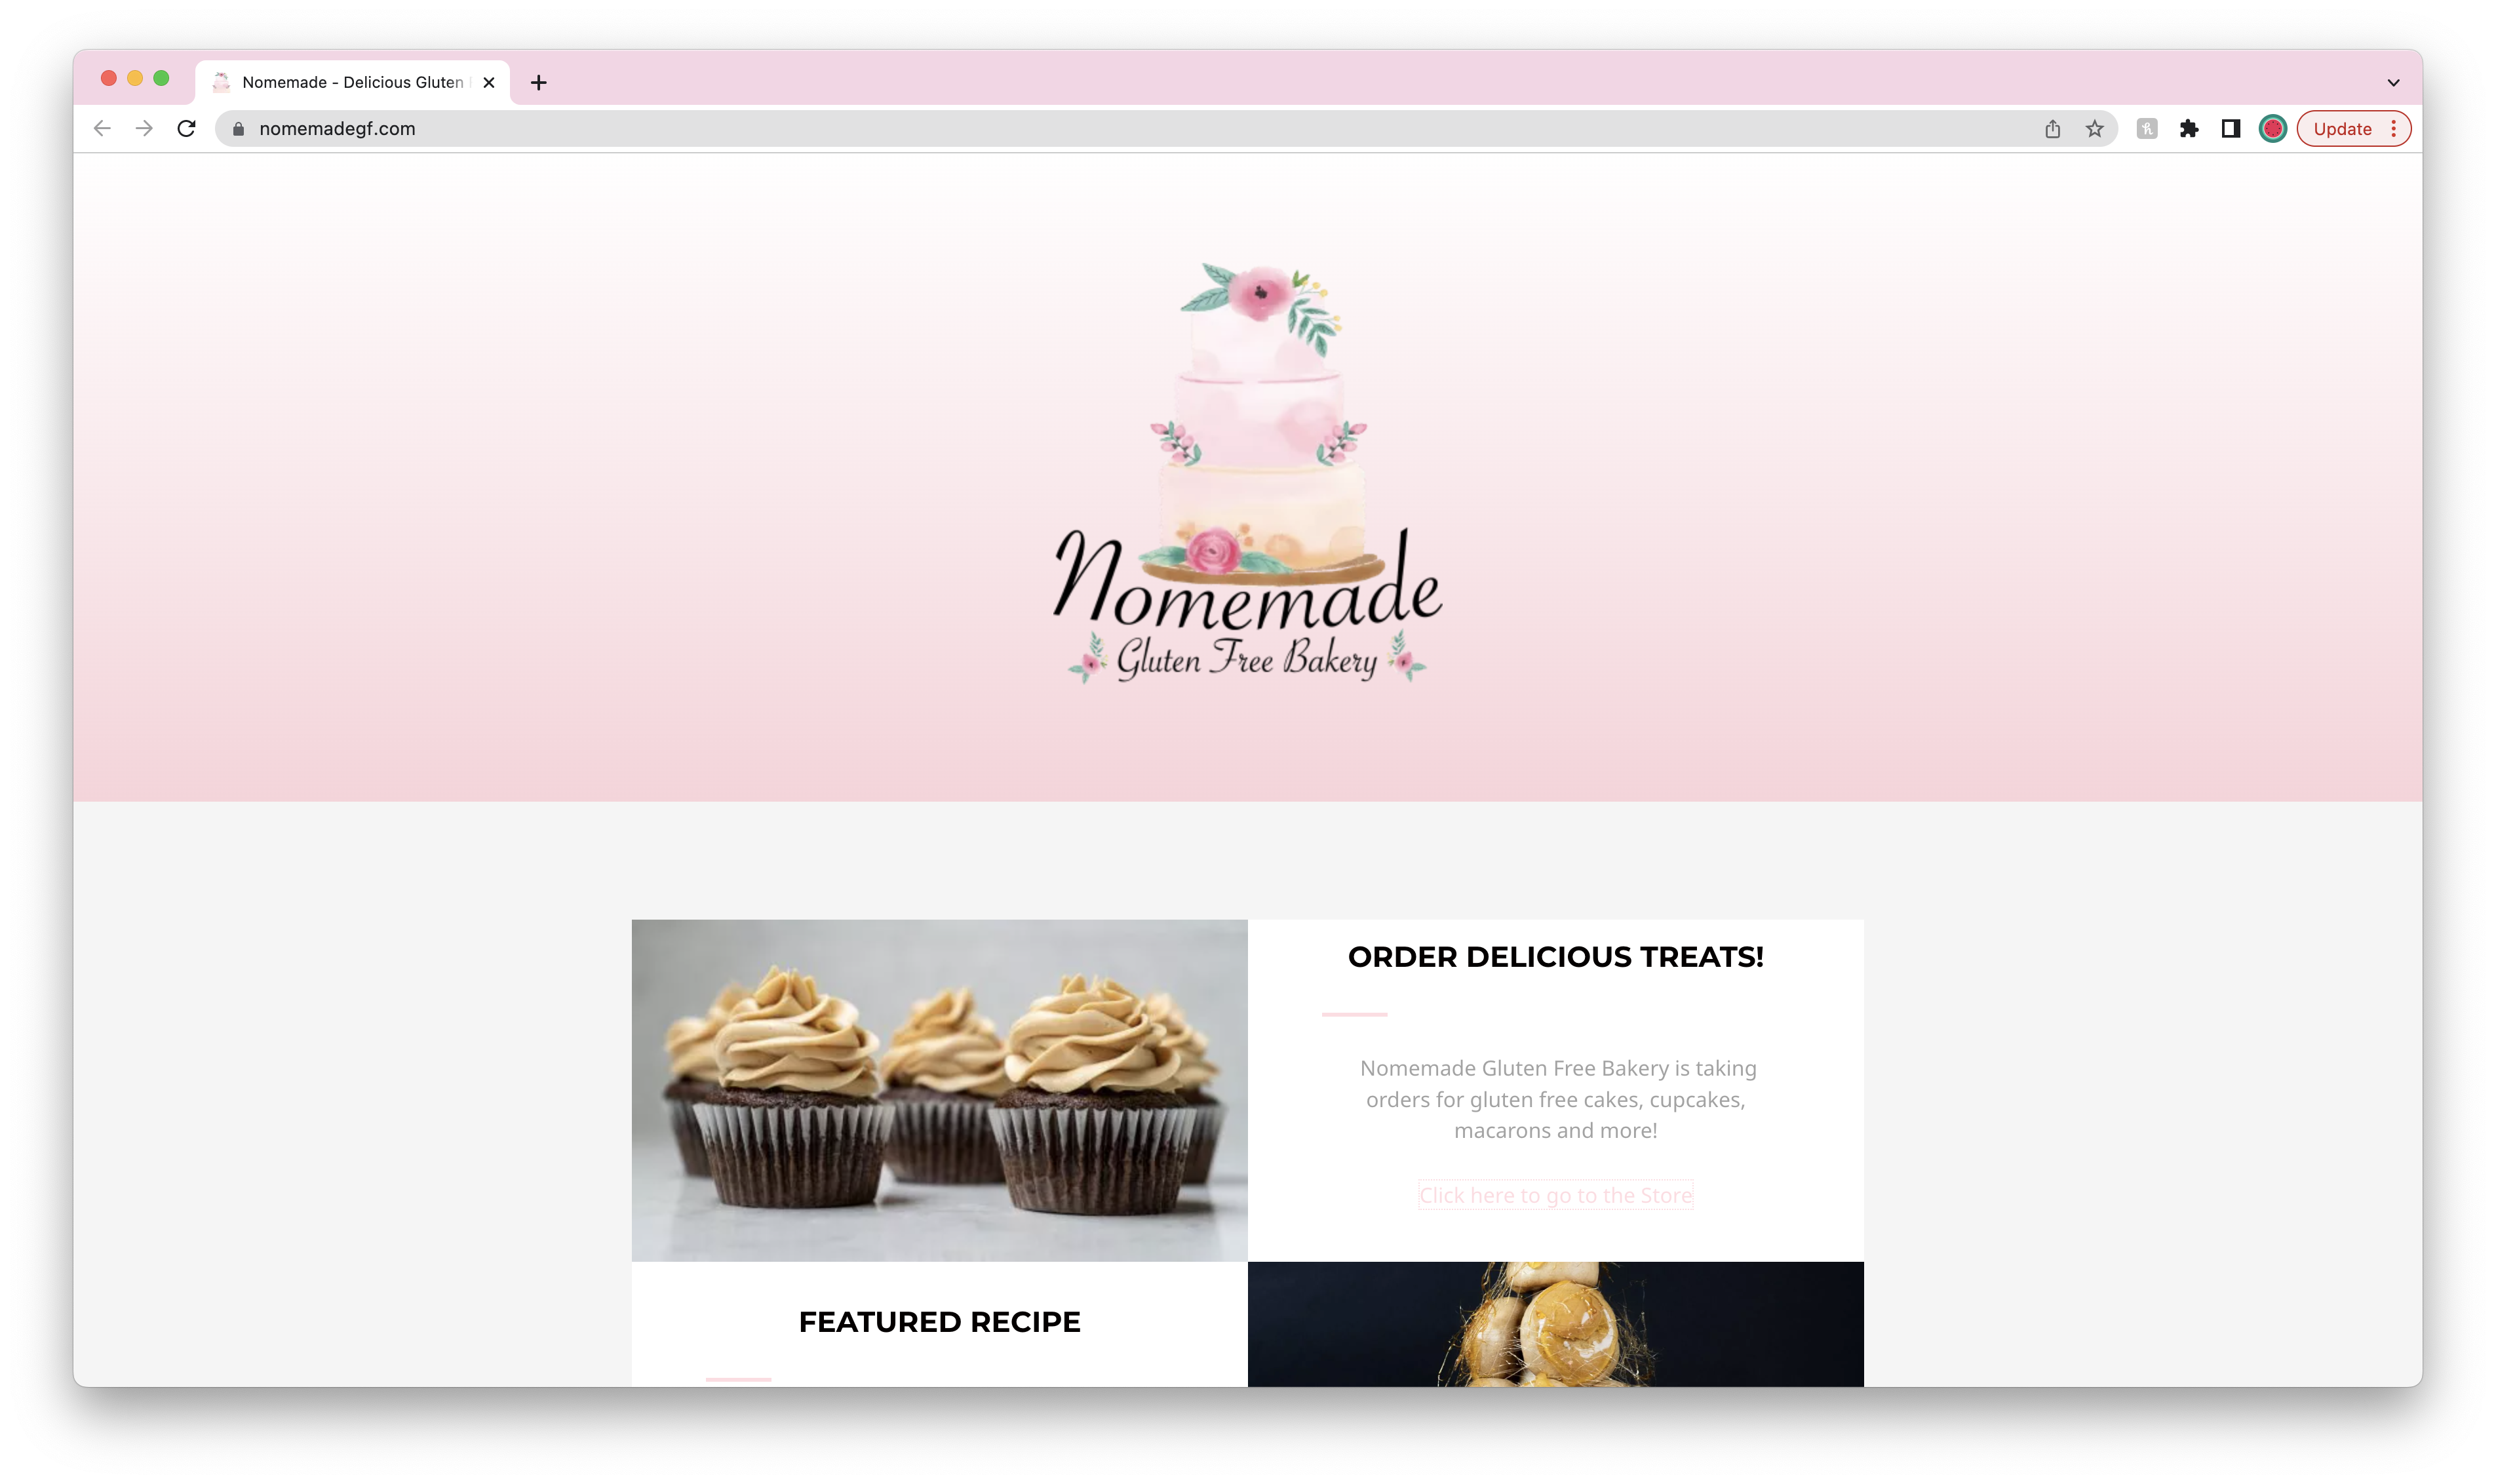 Nomemade - Delicious Gluten
nomemadegf.com
Update
Nomemade
Gluten Free Bakery
ORDER DELICIOUS TREATS!
Nomemade Gluten Free Bakery is taking
orders for gluten free cakes, cupcakes,
macarons and more!
Click here to go to the Store
FEATURED RECIPE